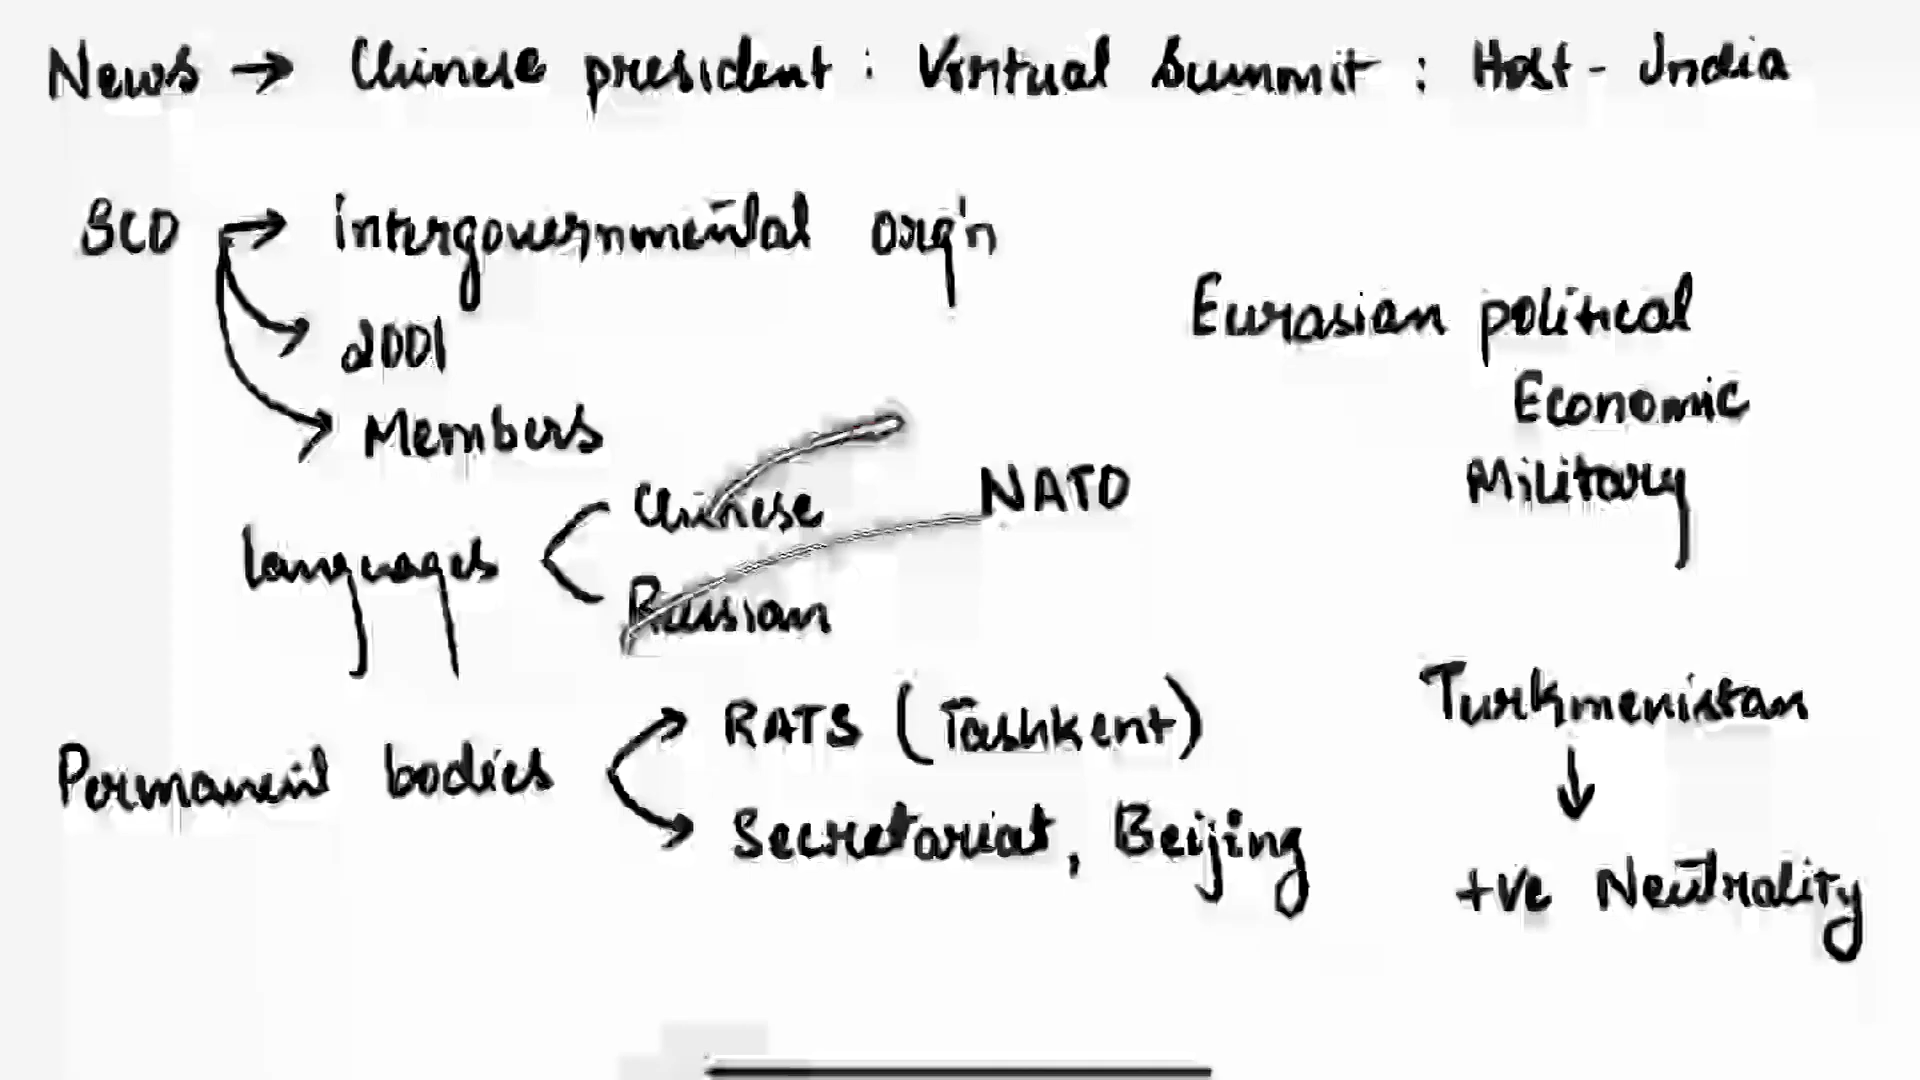 News → Chinese president : Virtual Summit : Host - India
SCO → intergovernmental orgn
→ 2001
→ Members
Eurasian political
Economic
Military
Languages < Chinese
Russian
NATO
Permanent bodies → RATS (Tashkent)
→ Secretariat, Beijing
Turkmenistan
↓
+ve Neutrality